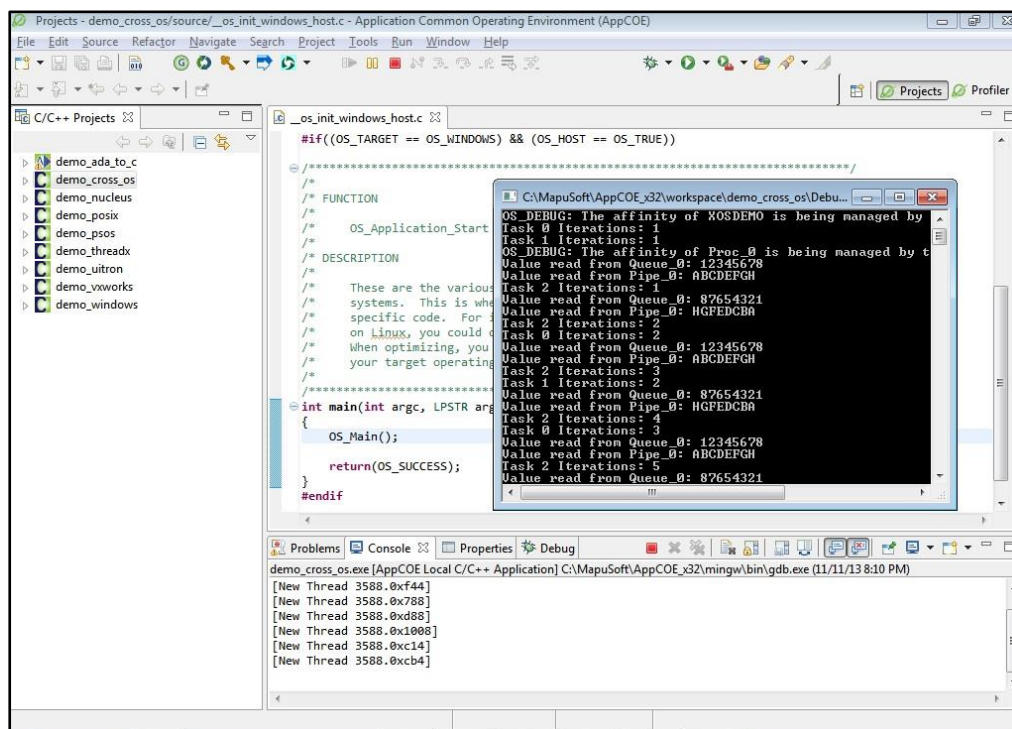 Projects - demo_cross_os/source/__os_init_windows_host.c - Application Common Operating Environment (AppCOE)
File Edit Source Refactor Navigate Search Project Tools Run Window Help
Projects Profiler
C/C++ Projects
demo_ada_to_c
demo_cross_os
demo_nucleus
demo_posix
demo_psos
demo_threadx
demo_uitron
demo_vxworks
demo_windows
__os_init_windows_host.c
#if((OS_TARGET == OS_WINDOWS) && (OS_HOST == OS_TRUE))
/*
/* FUNCTION
/*
/* OS_Application_Start
/*
/* DESCRIPTION
/*
/* These are the various
/* systems. This is whe
/* specific code. For i
/* on Linux, you could
/* When optimizing, you
/* your target operating
/*
int main(int argc, LPSTR arg
{
OS_Main();
return(OS_SUCCESS);
}
#endif
C:\MapuSoft\AppCOE_x32\workspace\demo_cross_os\Debu...
OS_DEBUG: The affinity of XOSDEMO is being managed by
Task 0 Iterations: 1
Task 1 Iterations: 1
OS_DEBUG: The affinity of Proc_0 is being managed by t
Value read from Queue_0: 12345678
Value read from Pipe_0: ABCDEFGH
Task 2 Iterations: 1
Value read from Queue_0: 87654321
Value read from Pipe_0: HGFEDCBA
Task 2 Iterations: 2
Task 0 Iterations: 2
Value read from Queue_0: 12345678
Value read from Pipe_0: ABCDEFGH
Task 2 Iterations: 3
Task 1 Iterations: 2
Value read from Queue_0: 87654321
Value read from Pipe_0: HGFEDCBA
Task 2 Iterations: 4
Task 0 Iterations: 3
Value read from Queue_0: 12345678
Value read from Pipe_0: ABCDEFGH
Task 2 Iterations: 5
Value read from Queue_0: 87654321
Problems Console Properties Debug
demo_cross_os.exe [AppCOE Local C/C++ Application] C:\MapuSoft\AppCOE_x32\mingw\bin\gdb.exe (11/11/13 8:10 PM)
[New Thread 3588.0xf44]
[New Thread 3588.0x788]
[New Thread 3588.0xd88]
[New Thread 3588.0x1008]
[New Thread 3588.0xc14]
[New Thread 3588.0xcb4]